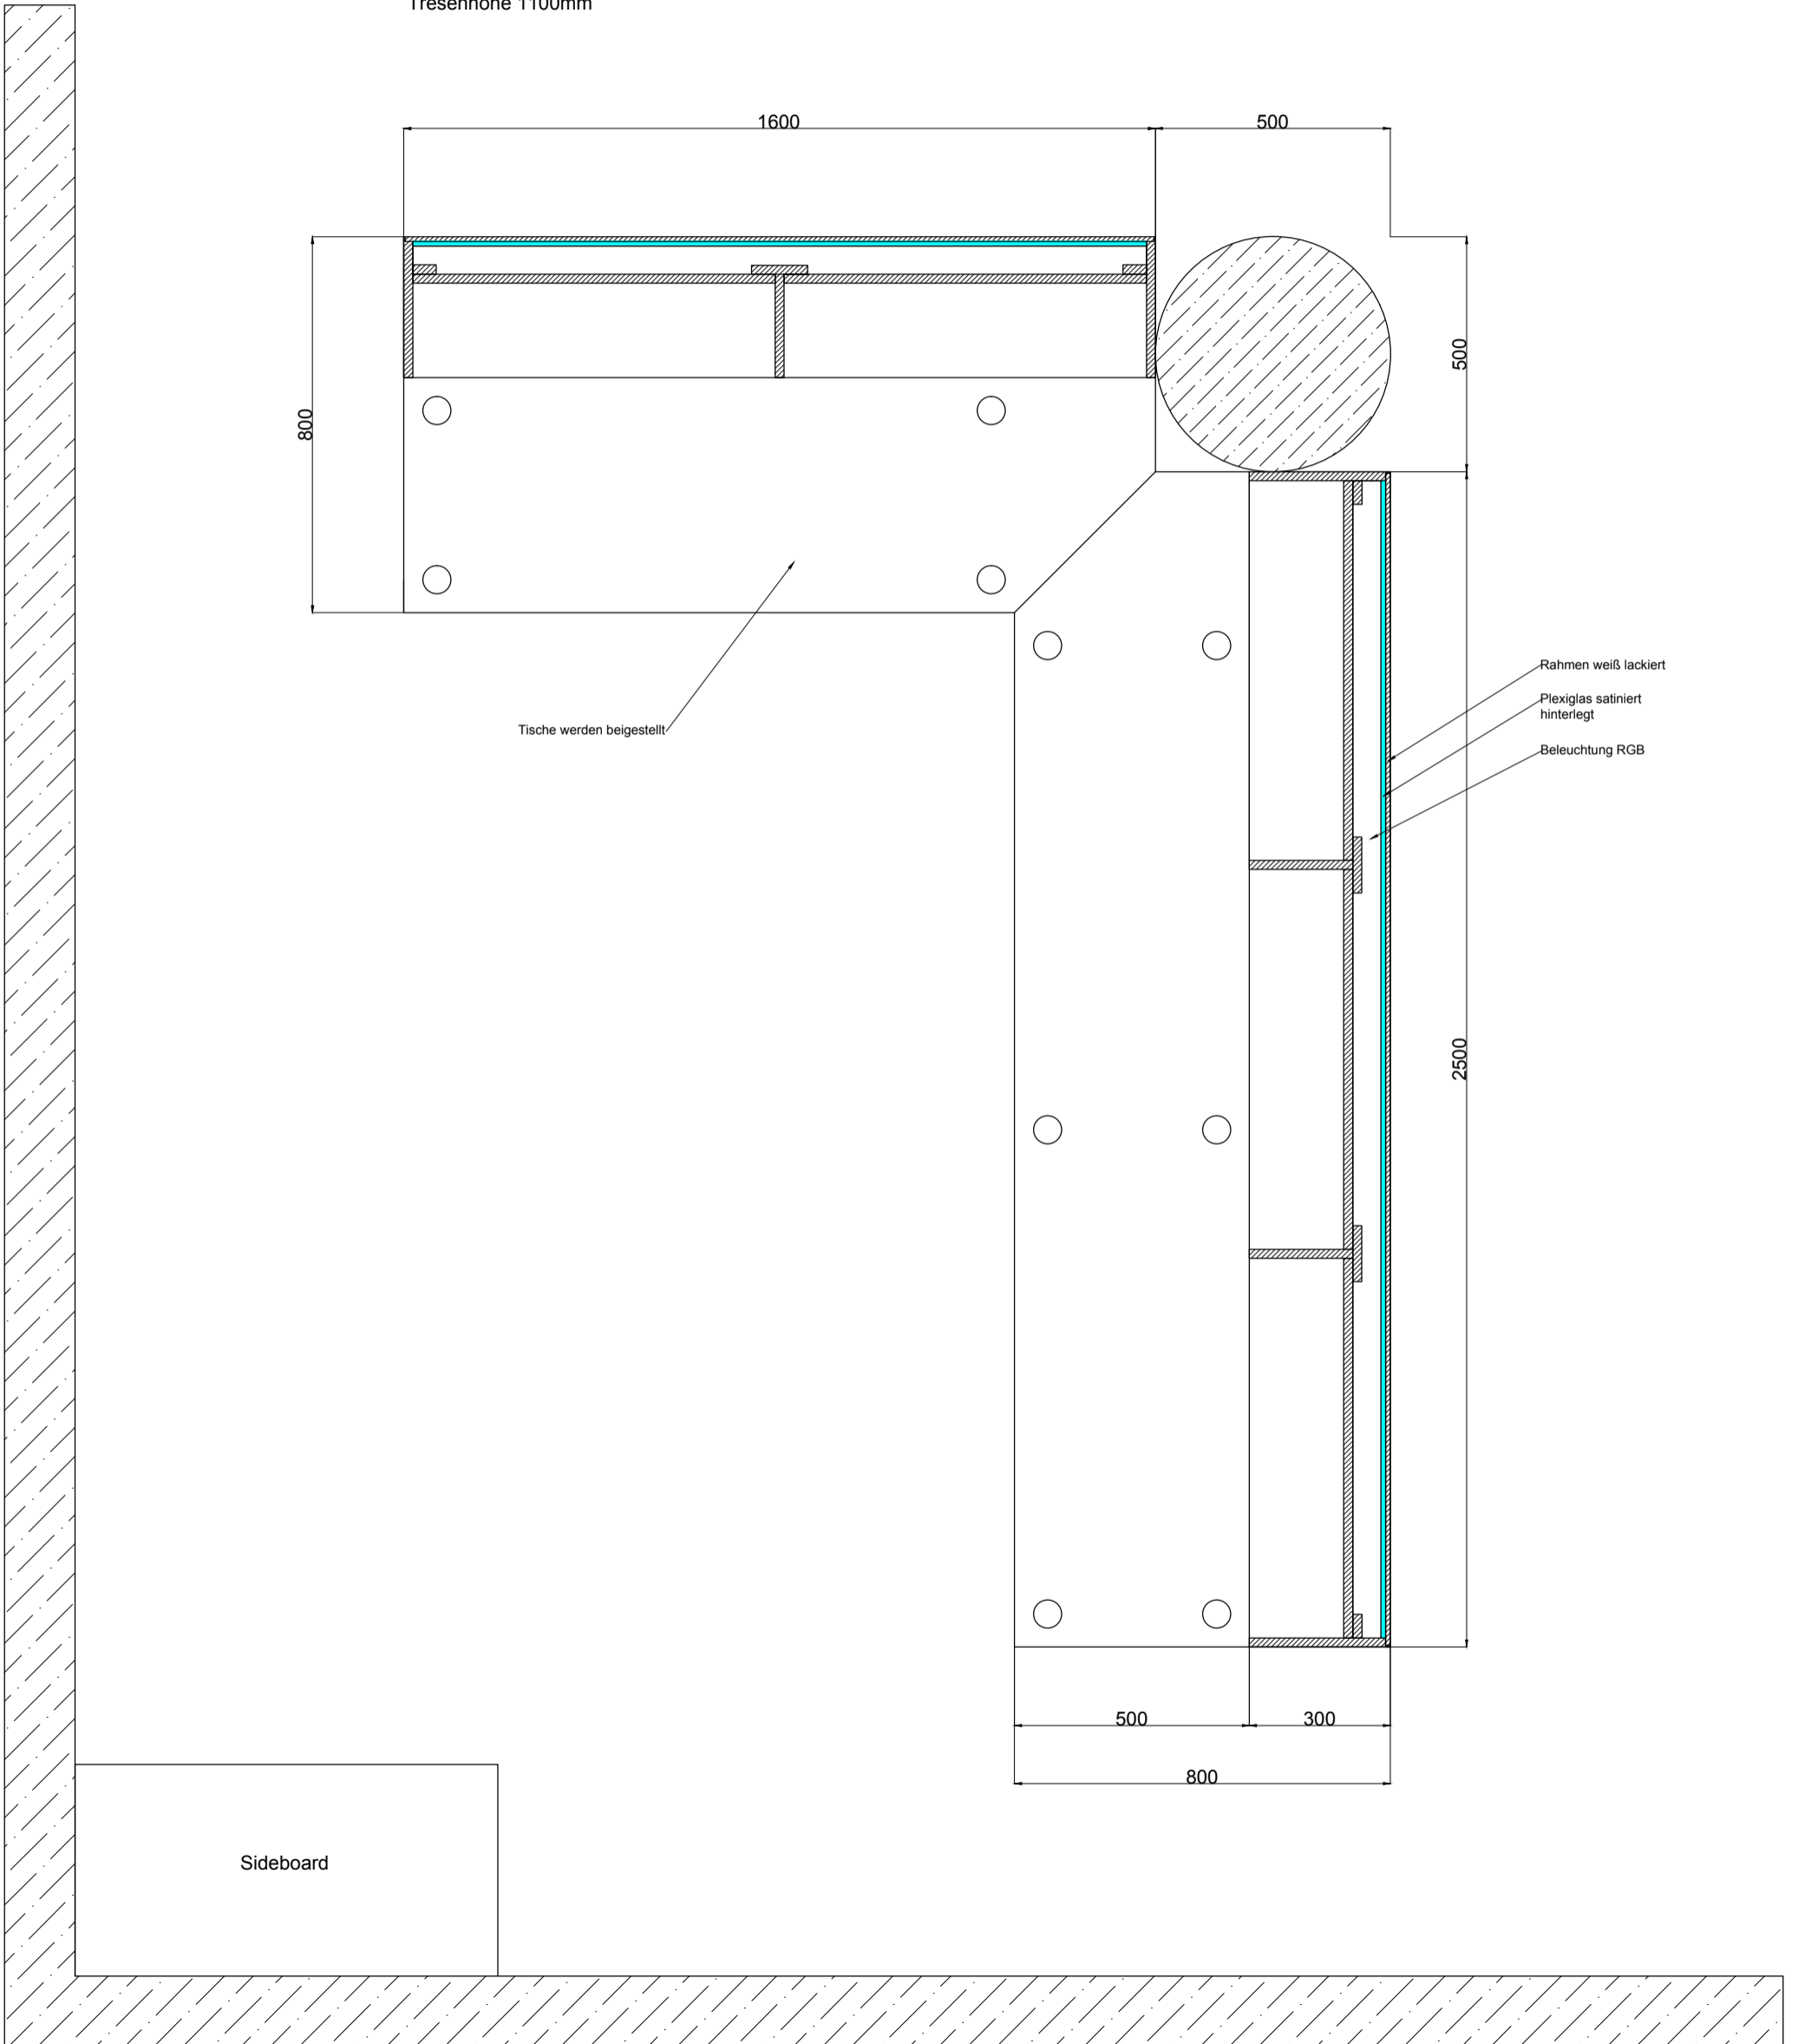 Tresenhöhe 1100mm
1600
500
800
500
Rahmen weiß lackiert
Plexiglas satiniert
hinterlegt
Tische werden beigestellt
Beleuchtung RGB
2500
500
300
800
Sideboard